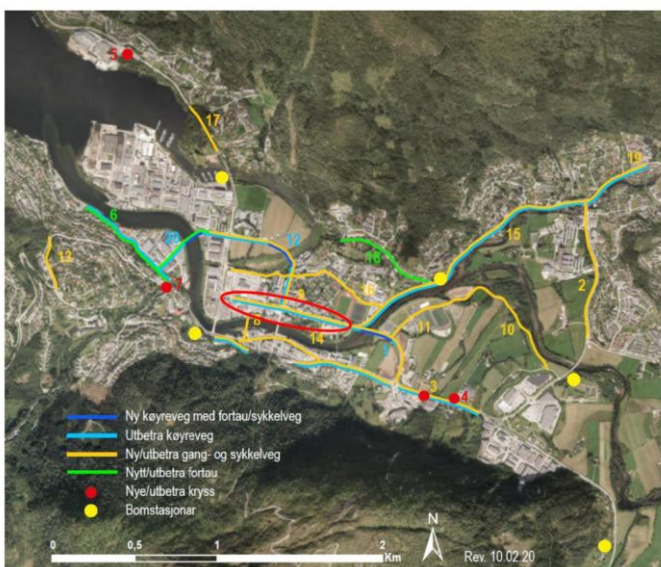 5
17
6
20
12
19
15
13
7
16
2
9
18
8
14
1
11
10
3
4
Ny køyreveg med fortau/sykkelveg
Utbetra køyreveg
Ny/utbetra gang- og sykkelveg
Nytt/utbetra fortau
Nye/utbetra kryss
Bomstasjonar
N
0 0,5 1 2
Km
Rev. 10.02.20